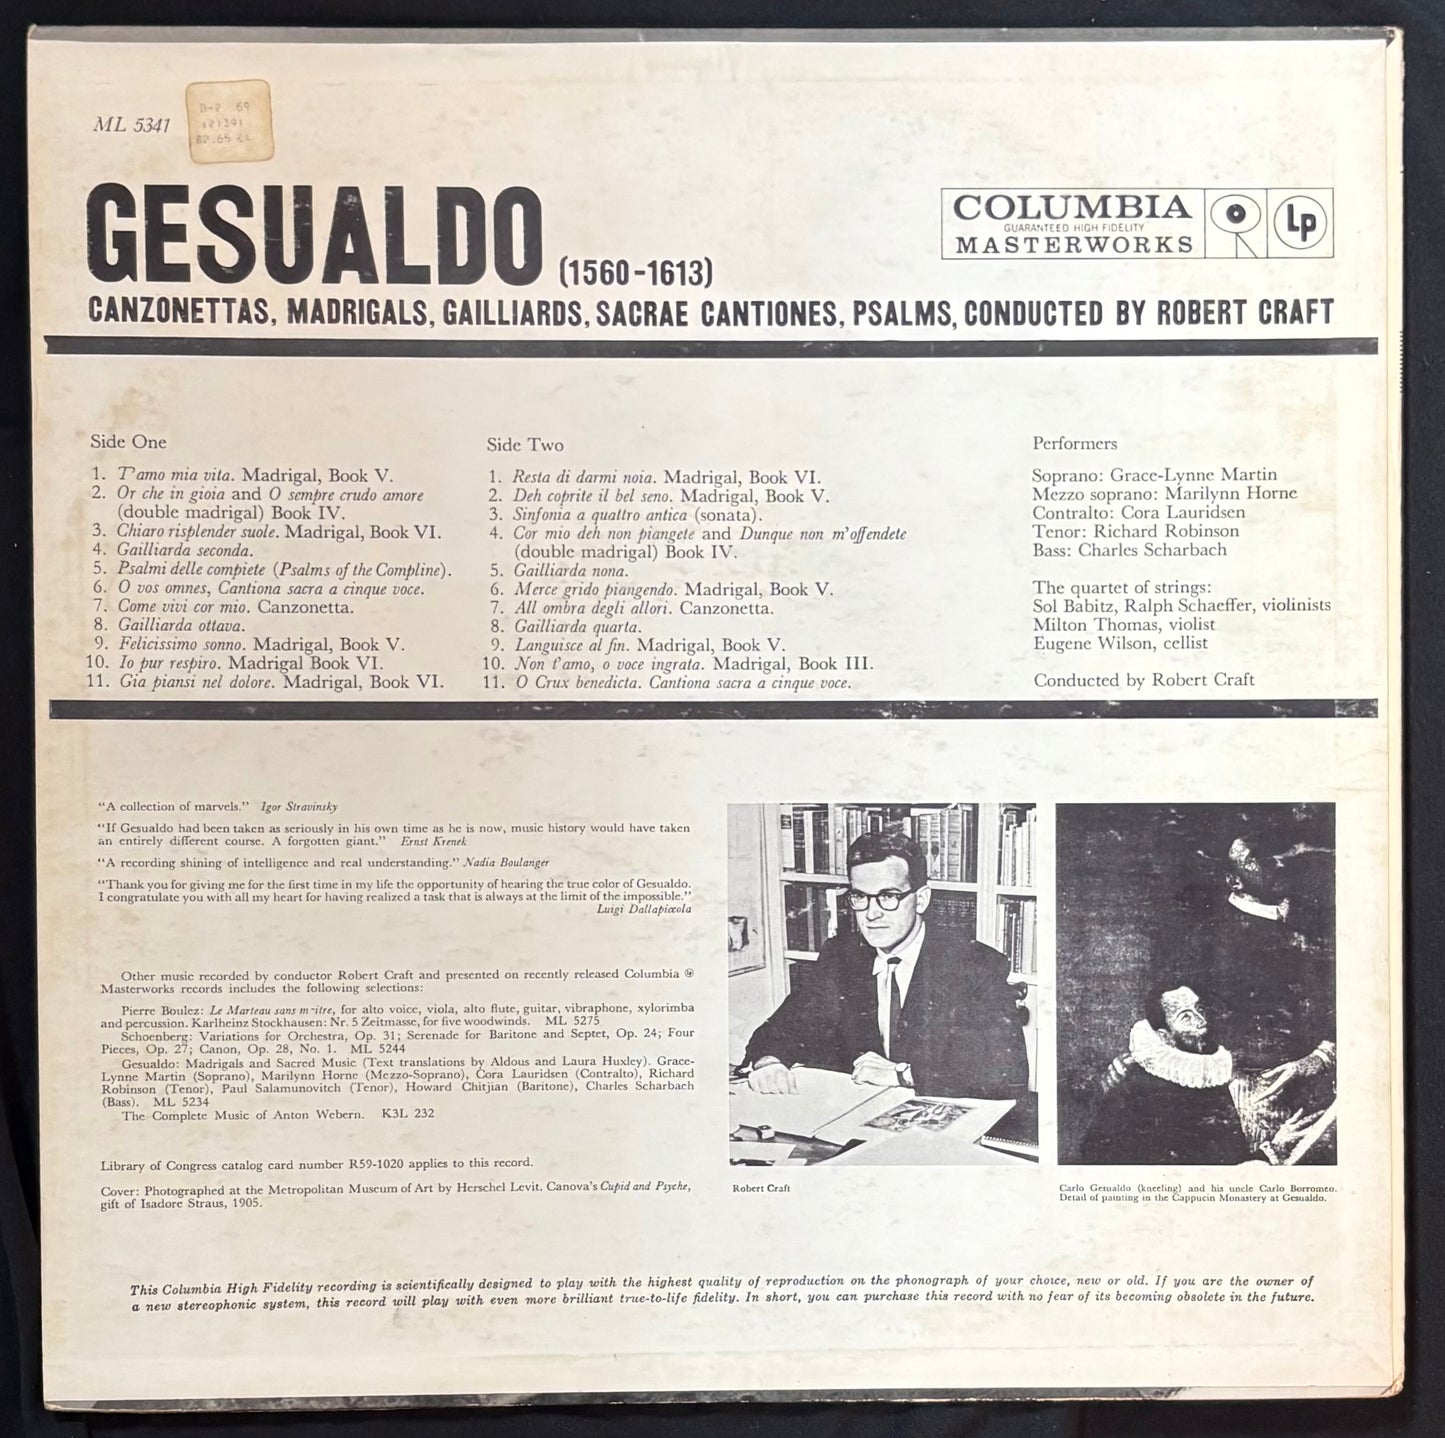 ML 5341
GESUALDO (1560-1613)
COLUMBIA
GUARANTEED HIGH FIDELITY
MASTERWORKS
Lp
CANZONETTAS, MADRIGALS, GAILLIARDS, SACRAE CANTIONES, PSALMS, CONDUCTED BY ROBERT CRAFT
Side One
1. T'amo mia vita. Madrigal, Book V.
2. Or che in gioia and O sempre crudo amore
(double madrigal) Book IV.
3. Chiaro risplender suole. Madrigal, Book VI.
4. Gailliarda seconda.
5. Psalmi delle compiete (Psalms of the Compline).
6. O vos omnes, Cantiona sacra a cinque voce.
7. Come vivi cor mio. Canzonetta.
8. Gailliarda ottava.
9. Felicissimo sonno. Madrigal, Book V.
10. Io pur respiro. Madrigal Book VI.
11. Gia piansi nel dolore. Madrigal, Book VI.
Side Two
1. Resta di darmi noia. Madrigal, Book VI.
2. Deh coprite il bel seno. Madrigal, Book V.
3. Sinfonia a quattro antica (sonata).
4. Cor mio deh non piangete and Dunque non m'offendete
(double madrigal) Book IV.
5. Gailliarda nona.
6. Merce grido piangendo. Madrigal, Book V.
7. All ombra degli allori. Canzonetta.
8. Gailliarda quarta.
9. Languisce al fin. Madrigal, Book V.
10. Non t'amo, o voce ingrata. Madrigal, Book III.
11. O Crux benedicta. Cantiona sacra a cinque voce.
Performers
Soprano: Grace-Lynne Martin
Mezzo soprano: Marilynn Horne
Contralto: Cora Lauridsen
Tenor: Richard Robinson
Bass: Charles Scharbach
The quartet of strings:
Sol Babitz, Ralph Schaeffer, violinists
Milton Thomas, violist
Eugene Wilson, cellist
Conducted by Robert Craft
"A collection of marvels." Igor Stravinsky
"If Gesualdo had been taken as seriously in his own time as he is now, music history would have taken
an entirely different course. A forgotten giant." Ernst Krenek
"A recording shining of intelligence and real understanding." Nadia Boulanger
"Thank you for giving me for the first time in my life the opportunity of hearing the true color of Gesualdo.
I congratulate you with all my heart for having realized a task that is always at the limit of the impossible."
Luigi Dallapiccola
Other music recorded by conductor Robert Craft and presented on recently released Columbia
Masterworks records includes the following selections:
Pierre Boulez: Le Marteau sans for alto voice, viola, alto flute, guitar, vibraphone, xylorimba
and percussion. Karlheinz Stockhausen: Nr. 5 Zeitmasse, for five woodwinds. ML 5275
Schoenberg: Variations for Orchestra, Op. 31; Serenade for Baritone and Septet, Op. 24; Four
Pieces, Op. 27; Canon, Op. 28, No. 1. ML 5244
Gesualdo: Madrigals and Sacred Music (Text translations by Aldous and Laura Huxley). Grace-
Lynne Martin (Soprano), Marilynn Horne (Mezzo-Soprano), Cora Lauridsen (Contralto), Richard
Robinson (Tenor), Paul Salamunovitch (Tenor), Howard Chitjian (Baritone), Charles Scharbach
(Bass). ML 5234
The Complete Music of Anton Webern. K3L 232
Library of Congress catalog card number R59-1020 applies to this record.
Cover: Photographed at the Metropolitan Museum of Art by Herschel Levit. Canova's Cupid and Psyche,
gift of Isadore Straus, 1905.
Robert Craft
Carlo Gesualdo (kneeling) and his uncle Carlo Borromeo.
Detail of painting in the Cappucin Monastery at Gesualdo.
This Columbia High Fidelity recording is scientifically designed to play with the highest quality of reproduction on the phonograph of your choice, new or old. If you are the owner of
a new stereophonic system, this record will play with even more brilliant true-to-life fidelity. In short, you can purchase this record with no fear of its becoming obsolete in the future.